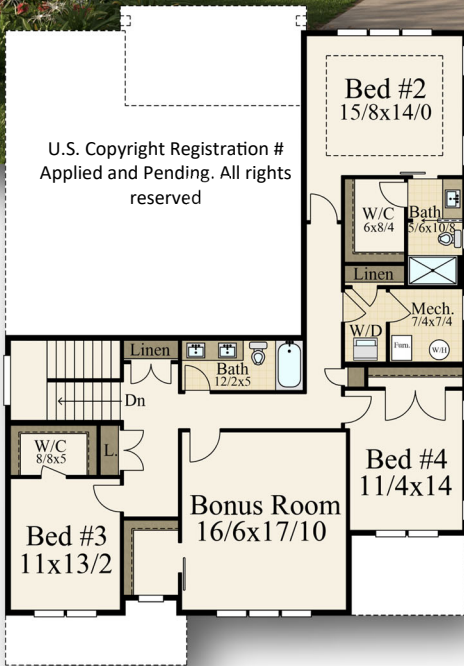 Bed #2
15/8x14/0
U.S. Copyright Registration #
Applied and Pending. All rights
reserved
W/C
6x8/4
Bath
5/6x10/8
Linen
Mech.
7/4x7/4
W/D
Furn.
W/H
Linen
Bath
12/2x5
Dn
W/C
8/8x5
L.
Bed #4
11/4x14
Bonus Room
16/6x17/10
Bed #3
11x13/2